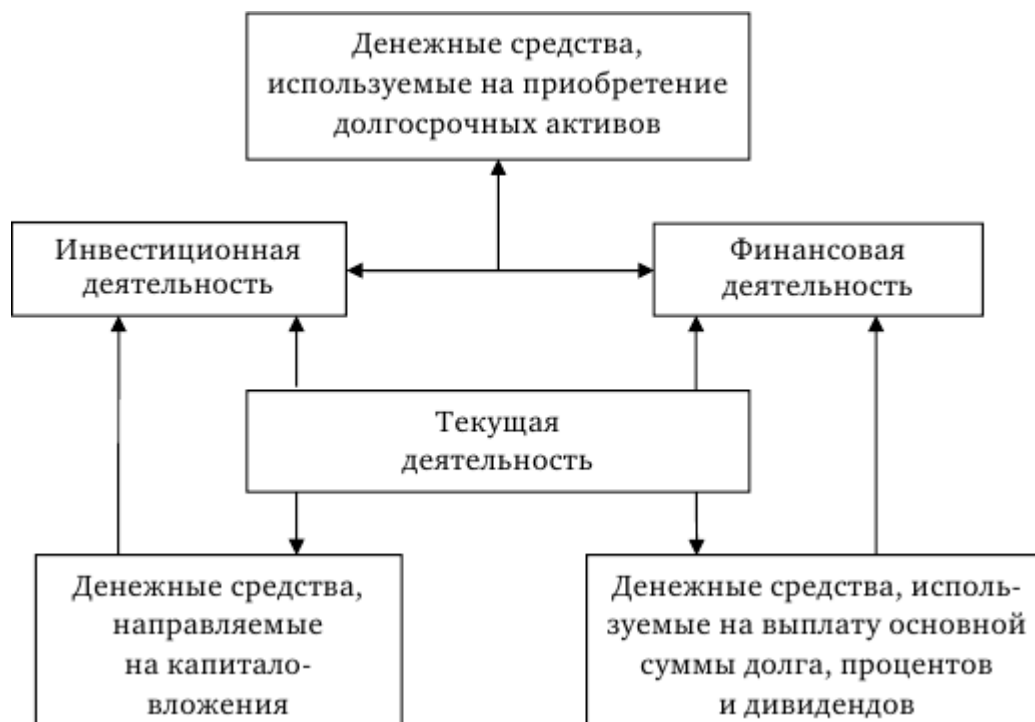 Денежные средства,
используемые на приобретение
долгосрочных активов
Инвестиционная
деятельность
Финансовая
деятельность
Текущая
деятельность
Денежные средства,
направляемые
на капитало-
вложения
Денежные средства, исполь-
зуемые на выплату основной
суммы долга, процентов
и дивидендов